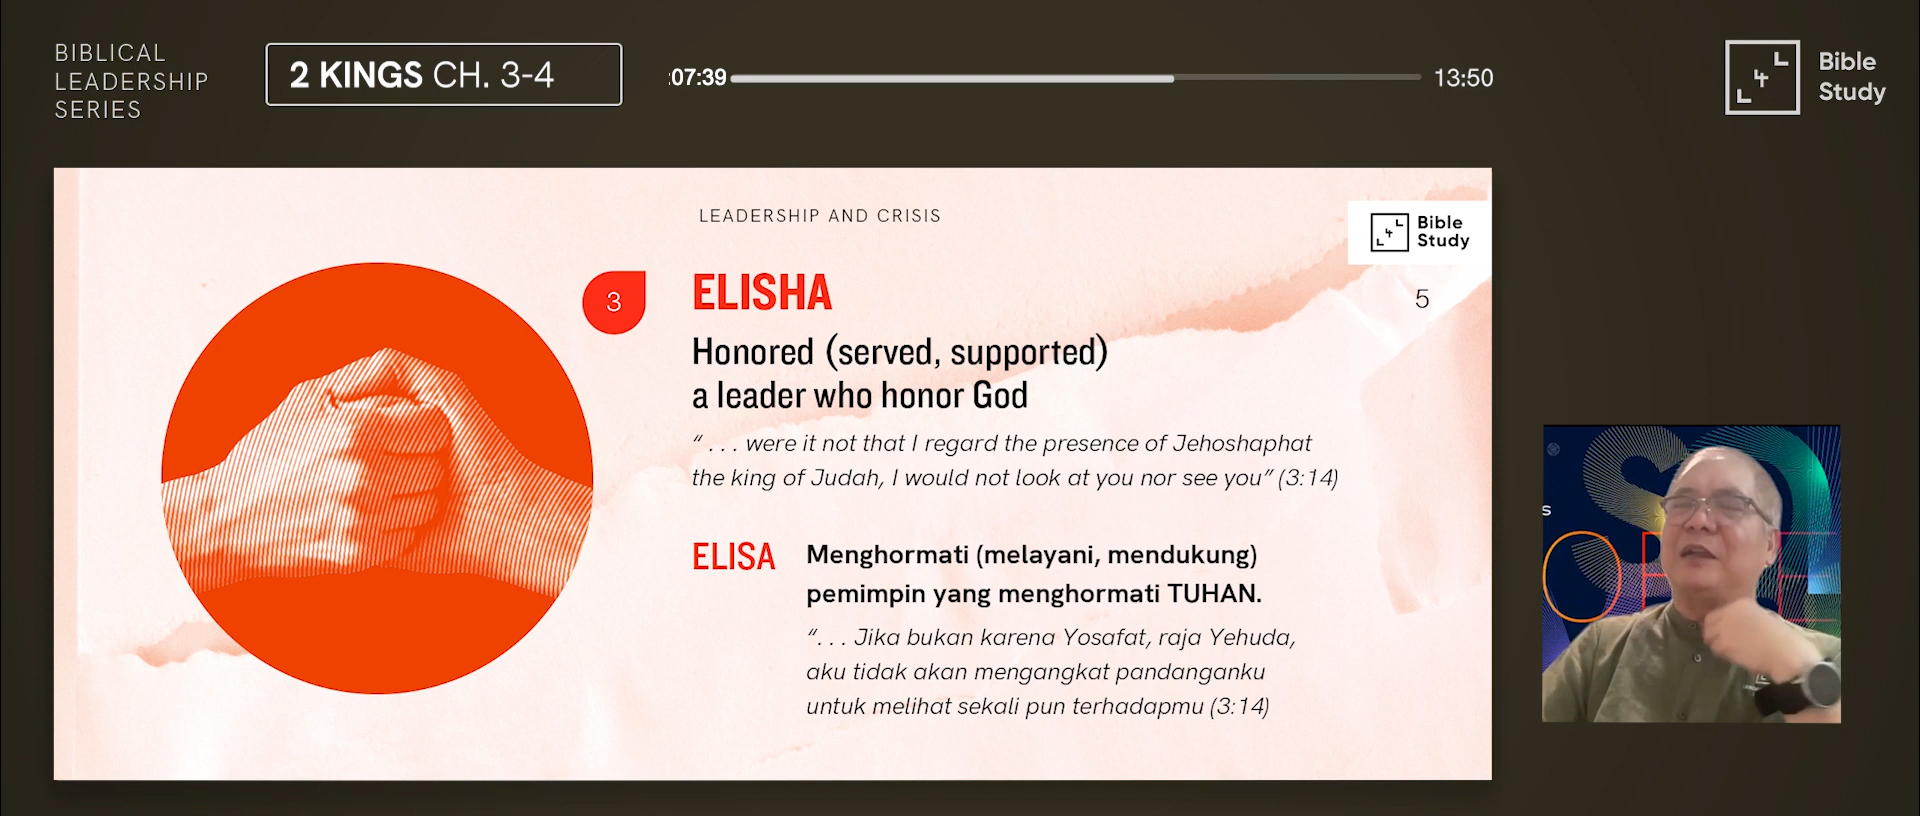 BIBLICAL
LEADERSHIP
SERIES
2 KINGS CH. 3-4
:07:39
13:50
Bible
Study
LEADERSHIP AND CRISIS
Bible
Study
5
3
ELISHA
Honored (served, supported)
a leader who honor God
“ . . . were it not that I regard the presence of Jehoshaphat
the king of Judah, I would not look at you nor see you” (3:14)
ELISA
Menghormati (melayani, mendukung)
pemimpin yang menghormati TUHAN.
“. . . Jika bukan karena Yosafat, raja Yehuda,
aku tidak akan mengangkat pandanganku
untuk melihat sekali pun terhadapmu (3:14)
s